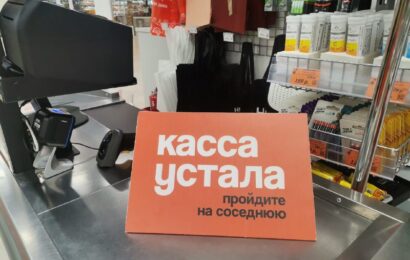 касса
устала
пройдите
на соседнюю